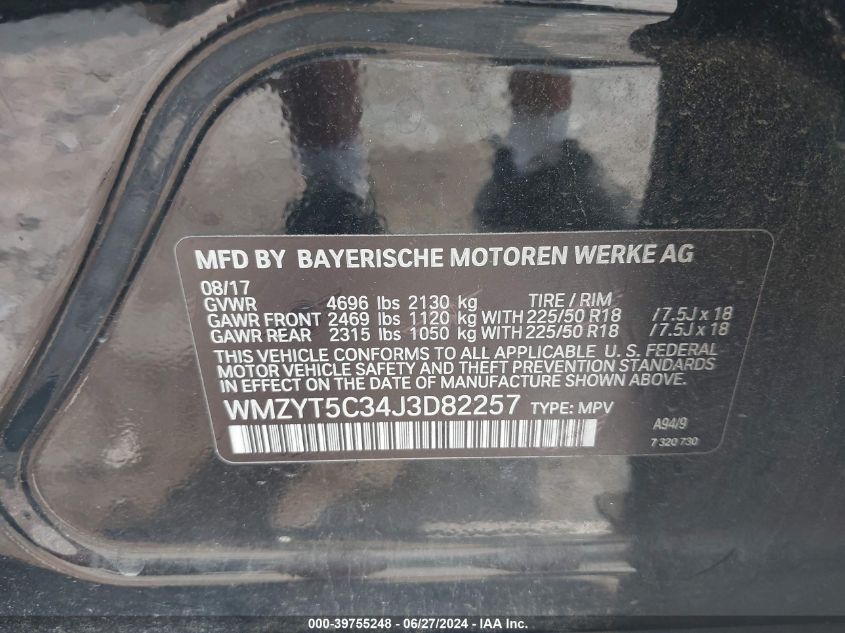 MFD BY BAYERISCHE MOTOREN WERKE AG
08/17
GVWR 4696 lbs 2130 kg TIRE / RIM
GAWR FRONT 2469 lbs 1120 kg WITH 225/50 R18 / 7.5J x 18
GAWR REAR 2315 lbs 1050 kg WITH 225/50 R18 / 7.5J x 18
THIS VEHICLE CONFORMS TO ALL APPLICABLE U. S. FEDERAL
MOTOR VEHICLE SAFETY AND THEFT PREVENTION STANDARDS
IN EFFECT ON THE DATE OF MANUFACTURE SHOWN ABOVE.
WMZYT5C34J3D82257 TYPE: MPV
A94/9
7 320 730
000-39755248 - 06/27/2024 - IAA Inc.